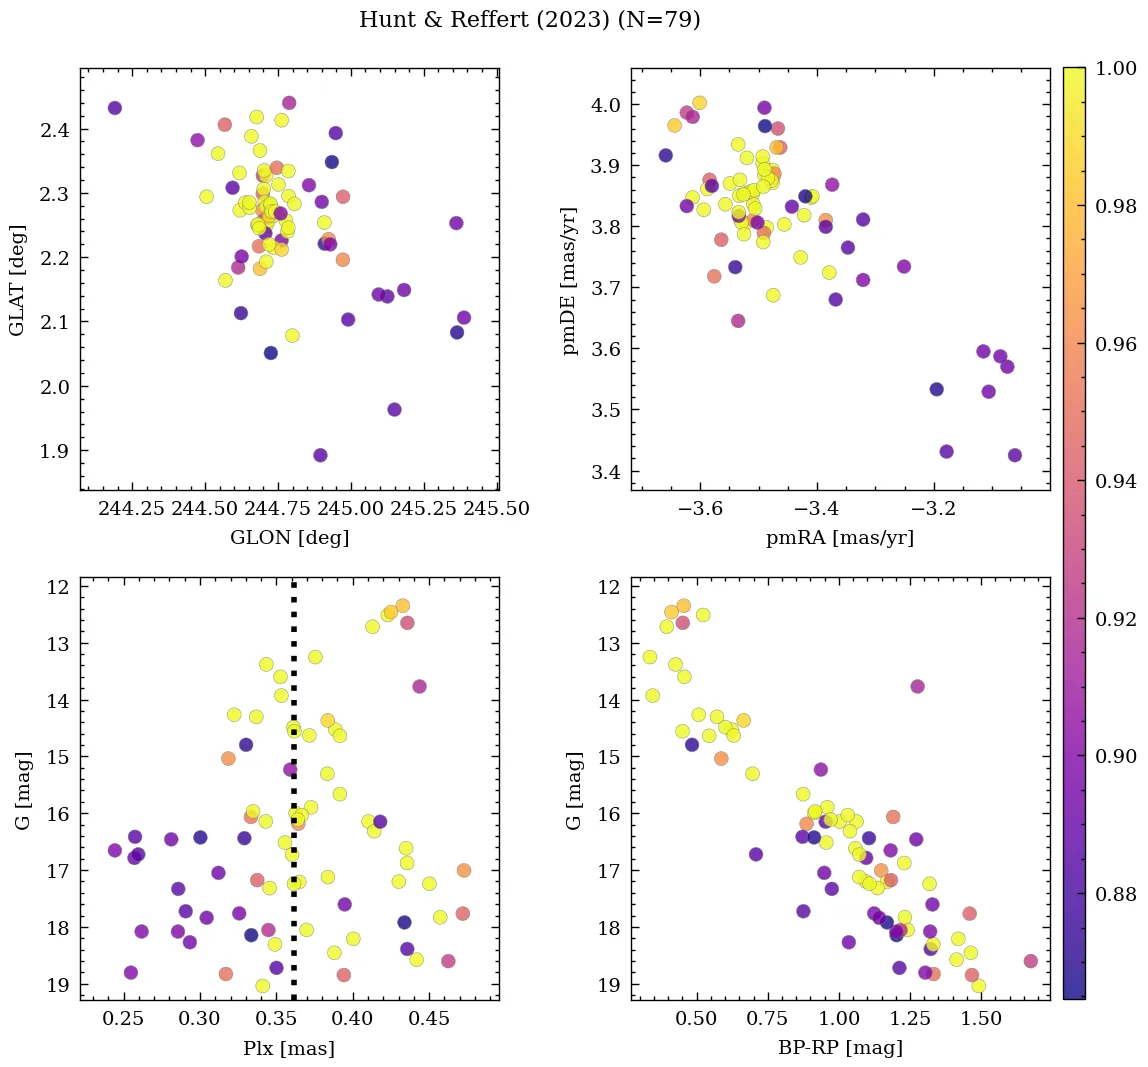 Hunt & Reffert (2023) (N=79)
2.4
2.3
2.2
2.1
2.0
1.9
GLAT [deg]
244.25 244.50 244.75 245.00 245.25 245.50
GLON [deg]
4.0
3.9
3.8
3.7
3.6
3.5
3.4
pmDE [mas/yr]
−3.6 −3.4 −3.2
pmRA [mas/yr]
1.00
0.98
0.96
0.94
0.92
0.90
0.88
12
13
14
15
16
17
18
19
G [mag]
0.25 0.30 0.35 0.40 0.45
Plx [mas]
12
13
14
15
16
17
18
19
G [mag]
0.50 0.75 1.00 1.25 1.50
BP-RP [mag]